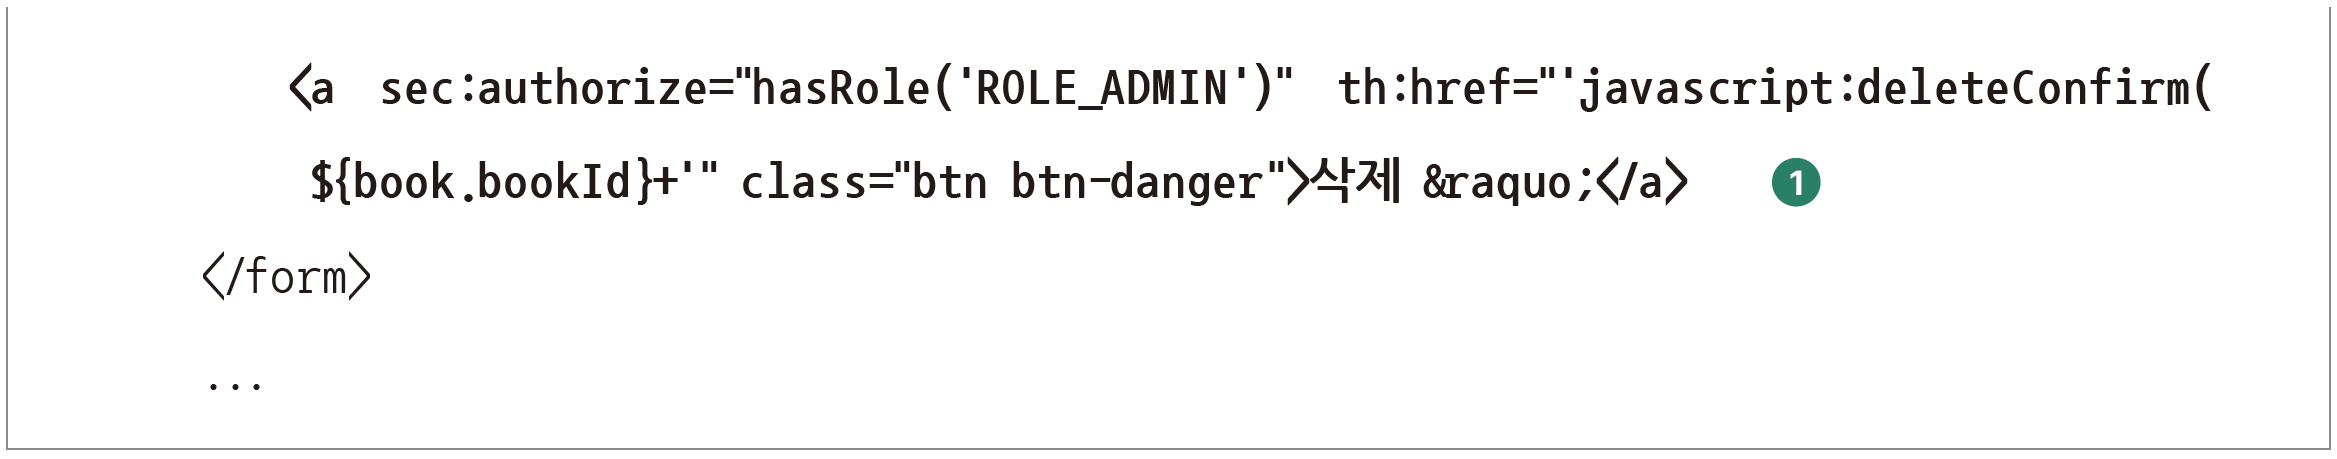 <a sec:authorize="hasRole('ROLE_ADMIN')" th:href="'javascript:deleteConfirm(
${book.bookId}+'" class="btn btn-danger">삭제 &raquo;</a> 1
</form>
...